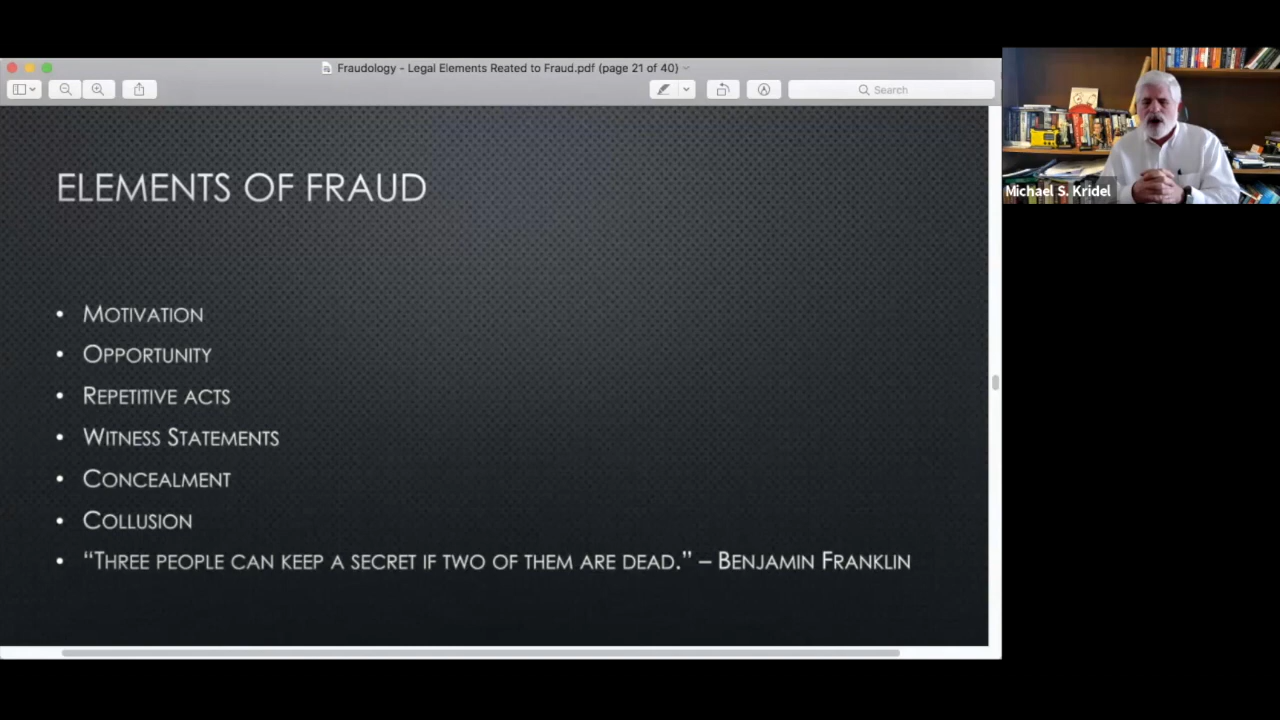 Fraudology - Legal Elements Reated to Fraud.pdf (page 21 of 40)
Search
ELEMENTS OF FRAUD
• MOTIVATION
• OPPORTUNITY
• REPETITIVE ACTS
• WITNESS STATEMENTS
• CONCEALMENT
• COLLUSION
• “THREE PEOPLE CAN KEEP A SECRET IF TWO OF THEM ARE DEAD.” – BENJAMIN FRANKLIN
Michael S. Kridel